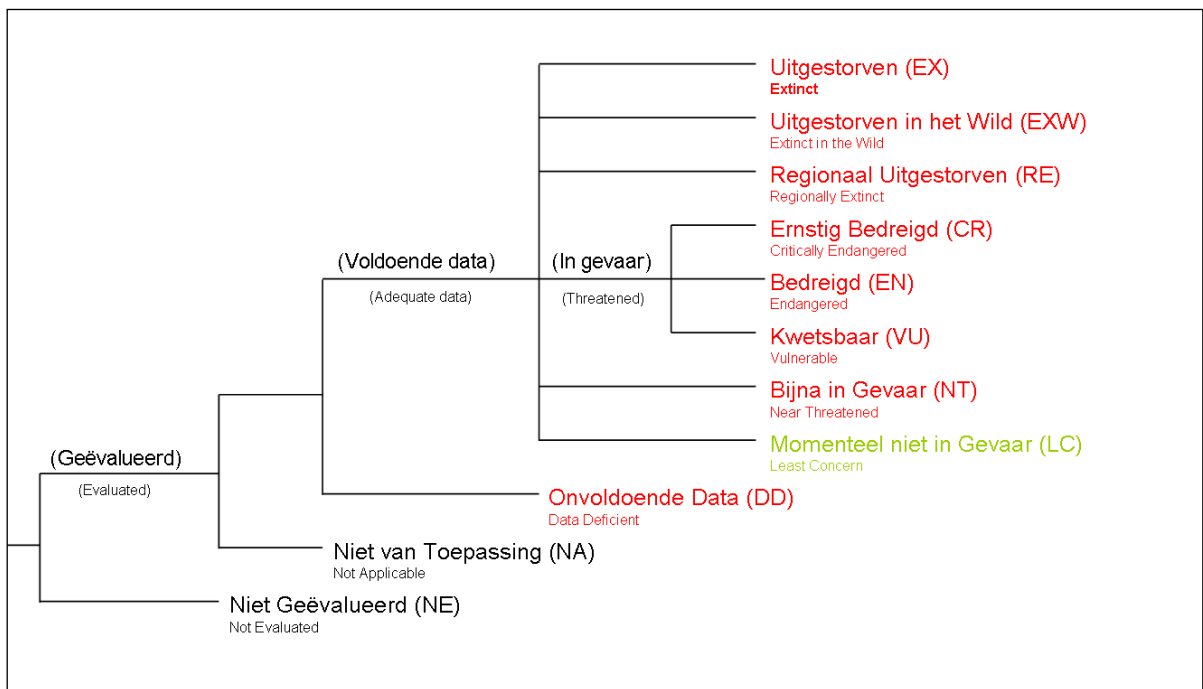 Uitgestorven (EX)
Extinct
Uitgestorven in het Wild (EXW)
Extinct in the Wild
Regionaal Uitgestorven (RE)
Regionally Extinct
Ernstig Bedreigd (CR)
Critically Endangered
(Voldoende data)
(Adequate data)
(In gevaar)
(Threatened)
Bedreigd (EN)
Endangered
Kwetsbaar (VU)
Vulnerable
Bijna in Gevaar (NT)
Near Threatened
Momenteel niet in Gevaar (LC)
Least Concern
(Geëvalueerd)
(Evaluated)
Onvoldoende Data (DD)
Data Deficient
Niet van Toepassing (NA)
Not Applicable
Niet Geëvalueerd (NE)
Not Evaluated